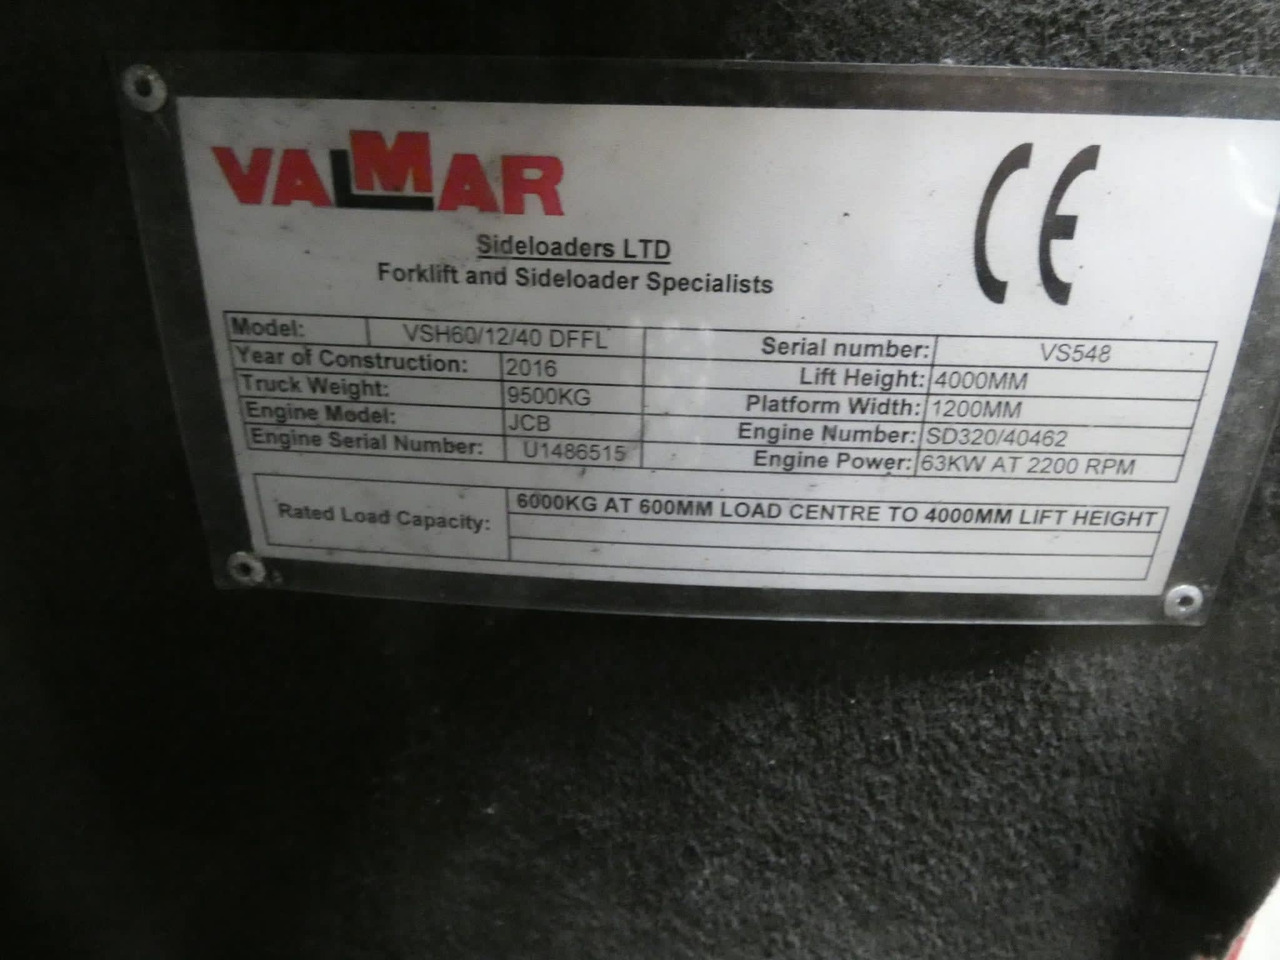 VALMAR
CE
Sideloaders LTD
Forklift and Sideloader Specialists
Model: VSH60/12/40 DFFL Serial number: VS548
Year of Construction: 2016 Lift Height: 4000MM
Truck Weight: 9500KG Platform Width: 1200MM
Engine Model: JCB Engine Number: SD320/40462
Engine Serial Number: U1486515 Engine Power: 63KW AT 2200 RPM
Rated Load Capacity: 6000KG AT 600MM LOAD CENTRE TO 4000MM LIFT HEIGHT